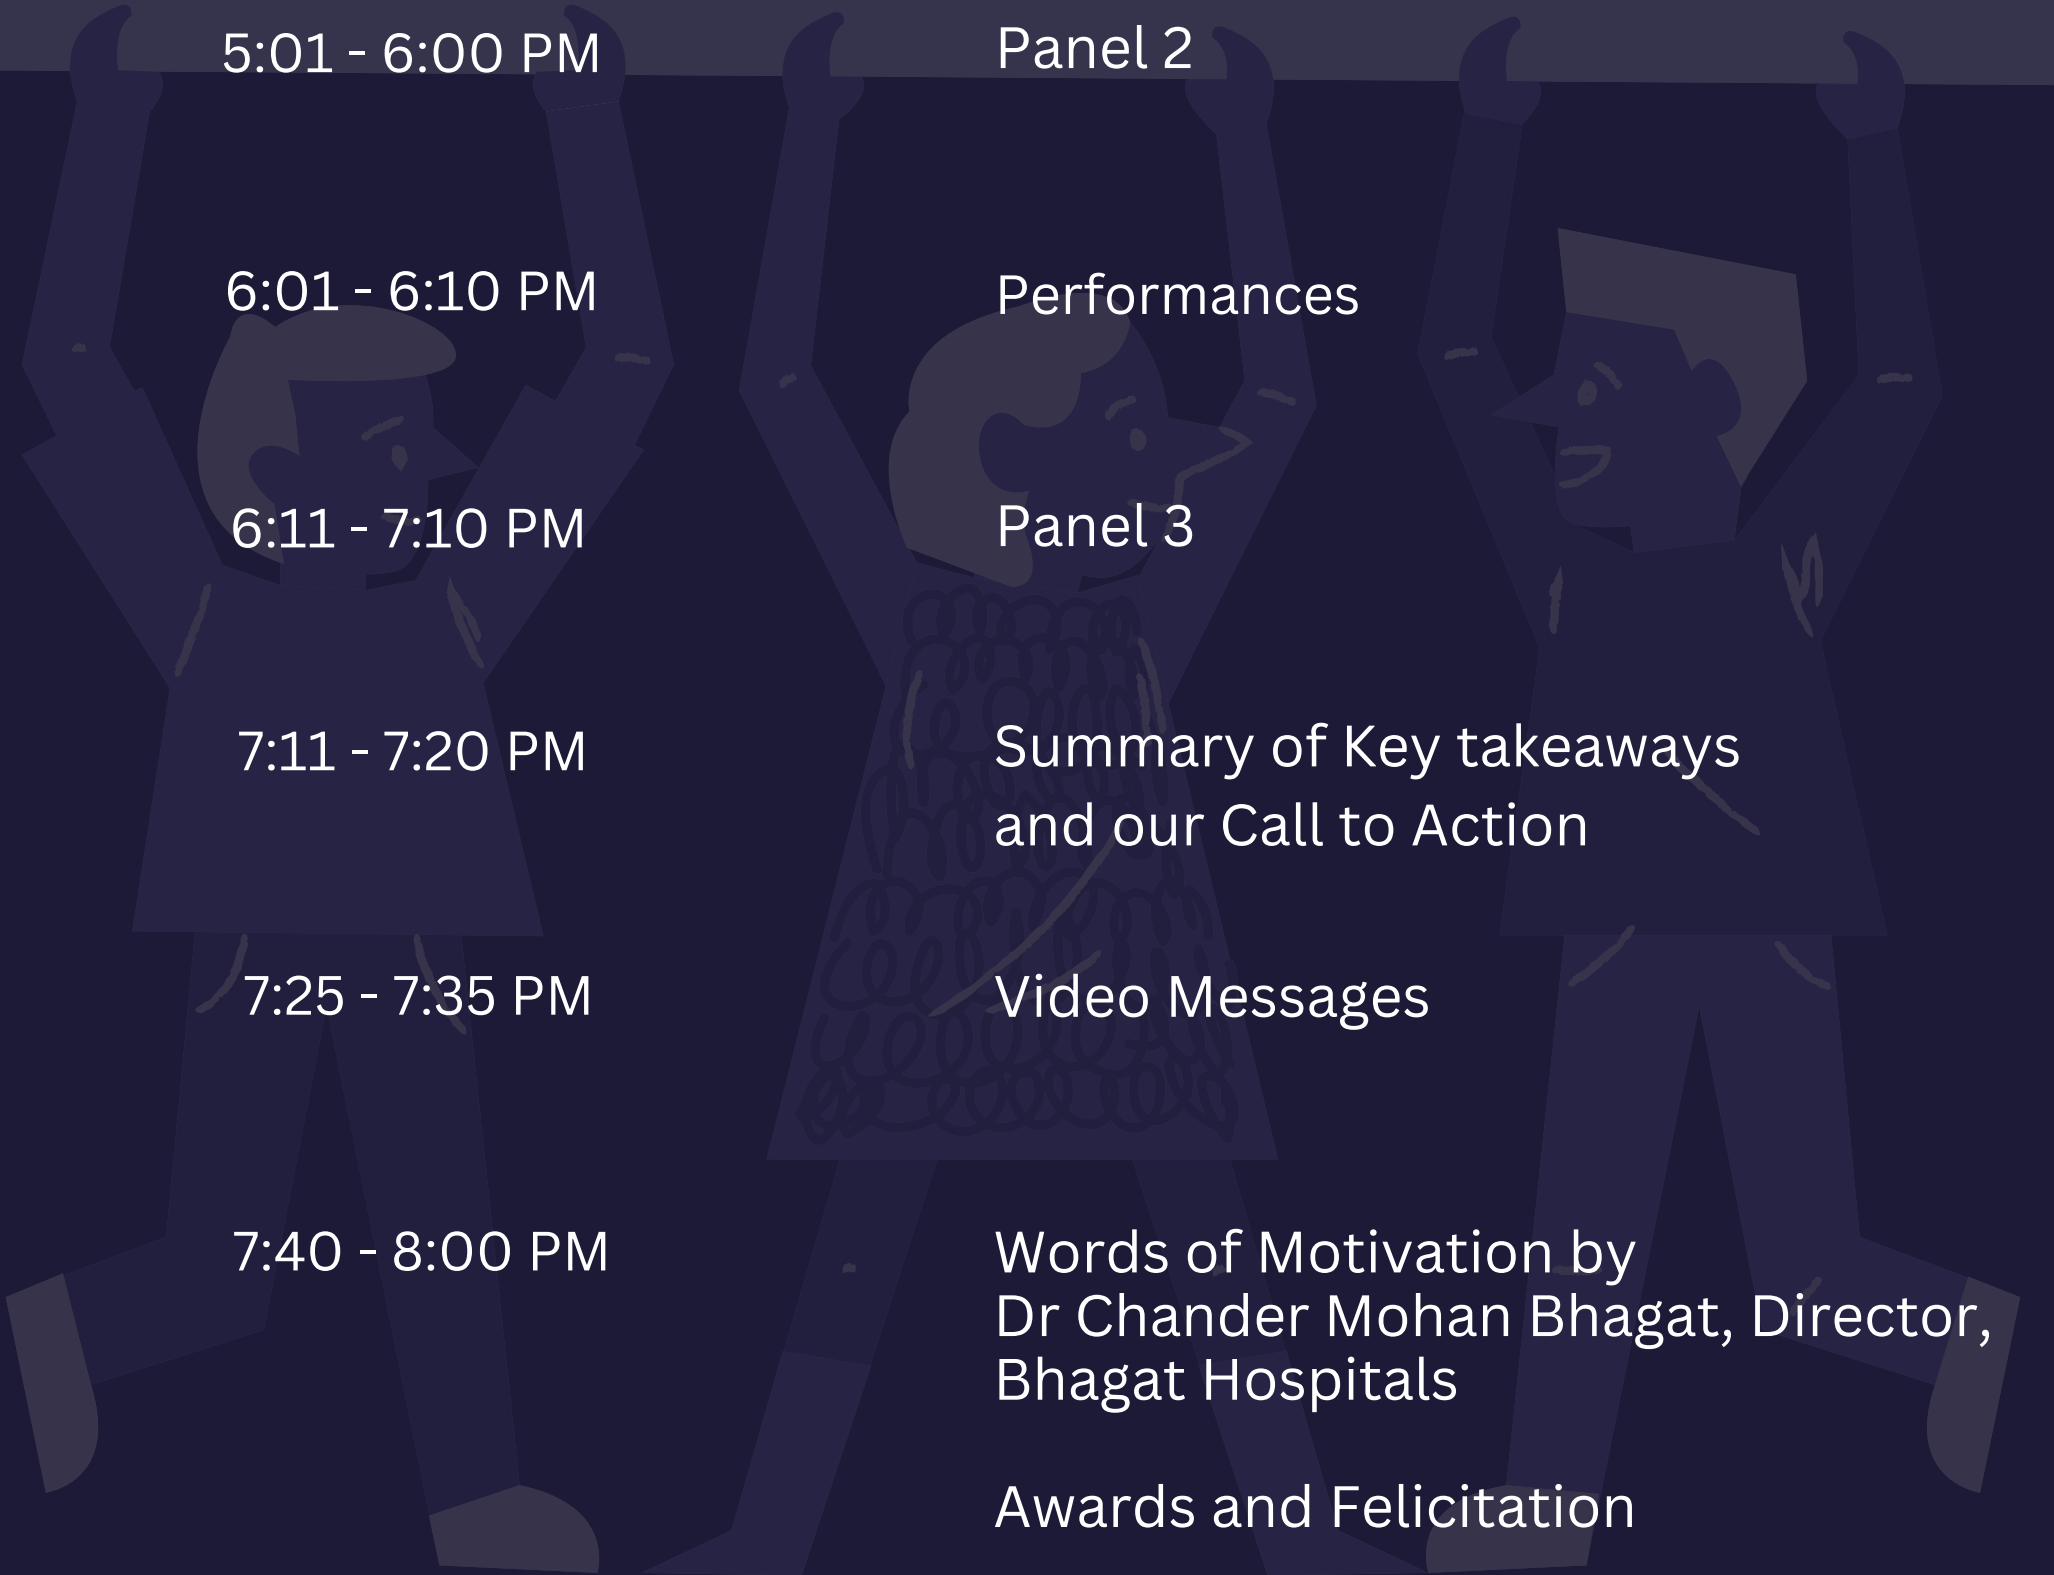 5:01 - 6:00 PM Panel 2
6:01 - 6:10 PM Performances
6:11 - 7:10 PM Panel 3
7:11 - 7:20 PM Summary of Key takeaways
and our Call to Action
7:25 - 7:35 PM Video Messages
7:40 - 8:00 PM Words of Motivation by
Dr Chander Mohan Bhagat, Director,
Bhagat Hospitals
Awards and Felicitation